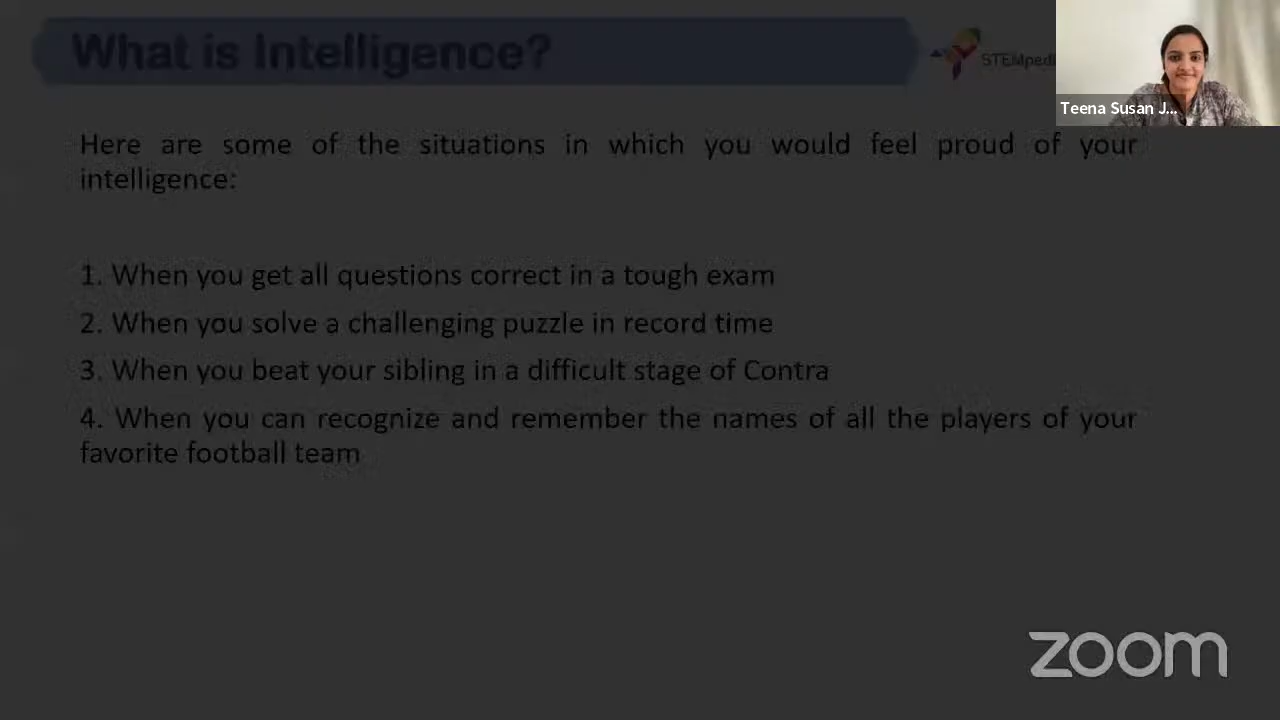 What is Intelligence?
STEMpedi
Teena Susan J...
Here are some of the situations in which you would feel proud of your
intelligence:
1. When you get all questions correct in a tough exam
2. When you solve a challenging puzzle in record time
3. When you beat your sibling in a difficult stage of Contra
4. When you can recognize and remember the names of all the players of your
favorite football team
zoom